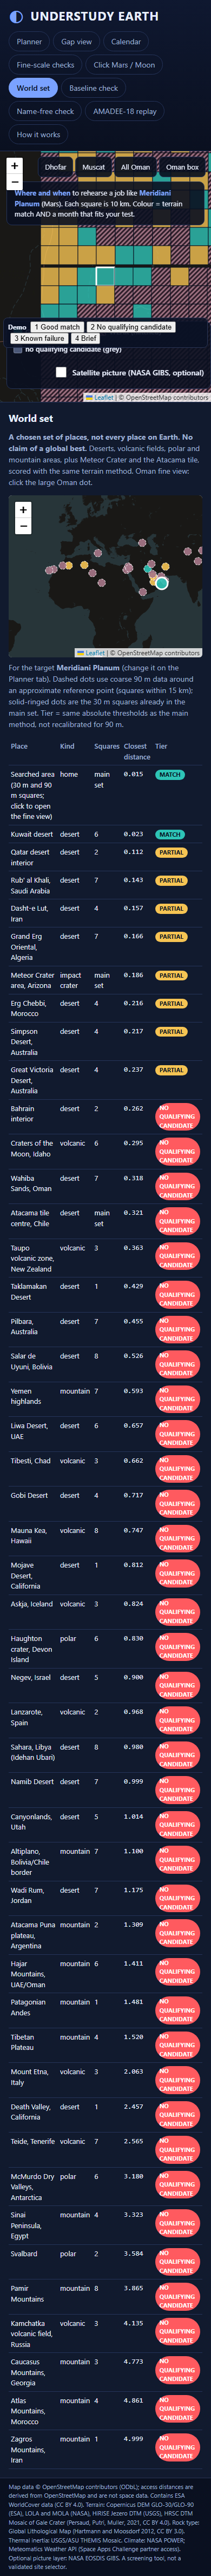 UNDERSTUDY EARTH
Planner
Gap view
Calendar
Fine-scale checks
Click Mars / Moon
World set
Baseline check
Name-free check
AMADEE-18 replay
How it works
+
−
Dhofar
Muscat
All Oman
Oman box
Where and when to rehearse a job like Meridiani
Planum (Mars). Each square is 10 km. Colour = terrain
match AND a month that fits your test.
Demo
1 Good match
2 No qualifying candidate
3 Known failure
4 Brief
no qualifying candidate (grey)
Satellite picture (NASA GIBS, optional)
Leaflet | © OpenStreetMap contributors
World set
A chosen set of places, not every place on Earth. No
claim of a global best. Deserts, volcanic fields, polar and
mountain areas, plus Meteor Crater and the Atacama tile,
scored with the same terrain method. Oman fine view:
click the large Oman dot.
+
−
Leaflet | © OpenStreetMap contributors
For the target Meridiani Planum (change it on the
Planner tab). Dashed dots use coarse 90 m data around
an approximate reference point (squares within 15 km);
solid-ringed dots are the 30 m squares already in the
main set. Tier = same absolute thresholds as the main
method, not recalibrated for 90 m.
Place Kind Squares Closest distance Tier
Searched area (30 m and 90 m squares; click to open the fine view) home main set 0.015 MATCH
Kuwait desert desert 6 0.023 MATCH
Qatar desert interior desert 2 0.112 PARTIAL
Rub' al Khali, Saudi Arabia desert 7 0.143 PARTIAL
Dasht-e Lut, Iran desert 4 0.157 PARTIAL
Grand Erg Oriental, Algeria desert 7 0.166 PARTIAL
Meteor Crater area, Arizona impact crater main set 0.186 PARTIAL
Erg Chebbi, Morocco desert 4 0.216 PARTIAL
Simpson Desert, Australia desert 4 0.217 PARTIAL
Great Victoria Desert, Australia desert 4 0.237 PARTIAL
Bahrain interior desert 2 0.262 NO QUALIFYING CANDIDATE
Craters of the Moon, Idaho volcanic 6 0.295 NO QUALIFYING CANDIDATE
Wahiba Sands, Oman desert 7 0.318 NO QUALIFYING CANDIDATE
Atacama tile centre, Chile desert main set 0.321 NO QUALIFYING CANDIDATE
Taupo volcanic zone, New Zealand volcanic 3 0.363 NO QUALIFYING CANDIDATE
Taklamakan Desert desert 1 0.429 NO QUALIFYING CANDIDATE
Pilbara, Australia desert 7 0.455 NO QUALIFYING CANDIDATE
Salar de Uyuni, Bolivia desert 8 0.526 NO QUALIFYING CANDIDATE
Yemen highlands mountain 7 0.593 NO QUALIFYING CANDIDATE
Liwa Desert, UAE desert 6 0.657 NO QUALIFYING CANDIDATE
Tibesti, Chad volcanic 3 0.662 NO QUALIFYING CANDIDATE
Gobi Desert desert 4 0.717 NO QUALIFYING CANDIDATE
Mauna Kea, Hawaii volcanic 8 0.747 NO QUALIFYING CANDIDATE
Mojave Desert, California desert 1 0.812 NO QUALIFYING CANDIDATE
Askja, Iceland volcanic 3 0.824 NO QUALIFYING CANDIDATE
Haughton crater, Devon Island polar 6 0.830 NO QUALIFYING CANDIDATE
Negev, Israel desert 5 0.900 NO QUALIFYING CANDIDATE
Lanzarote, Spain volcanic 2 0.968 NO QUALIFYING CANDIDATE
Sahara, Libya (Idehan Ubari) desert 8 0.980 NO QUALIFYING CANDIDATE
Namib Desert desert 7 0.999 NO QUALIFYING CANDIDATE
Canyonlands, Utah desert 5 1.014 NO QUALIFYING CANDIDATE
Altiplano, Bolivia/Chile border mountain 7 1.100 NO QUALIFYING CANDIDATE
Wadi Rum, Jordan desert 7 1.175 NO QUALIFYING CANDIDATE
Atacama Puna plateau, Argentina mountain 2 1.309 NO QUALIFYING CANDIDATE
Hajar Mountains, UAE/Oman mountain 6 1.411 NO QUALIFYING CANDIDATE
Patagonian Andes mountain 1 1.481 NO QUALIFYING CANDIDATE
Tibetan Plateau mountain 4 1.520 NO QUALIFYING CANDIDATE
Mount Etna, Italy volcanic 3 2.063 NO QUALIFYING CANDIDATE
Death Valley, California desert 1 2.457 NO QUALIFYING CANDIDATE
Teide, Tenerife volcanic 7 2.565 NO QUALIFYING CANDIDATE
McMurdo Dry Valleys, Antarctica polar 6 3.180 NO QUALIFYING CANDIDATE
Sinai Peninsula, Egypt mountain 4 3.323 NO QUALIFYING CANDIDATE
Svalbard polar 2 3.584 NO QUALIFYING CANDIDATE
Pamir Mountains mountain 8 3.865 NO QUALIFYING CANDIDATE
Kamchatka volcanic field, Russia volcanic 3 4.135 NO QUALIFYING CANDIDATE
Caucasus Mountains, Georgia mountain 3 4.773 NO QUALIFYING CANDIDATE
Atlas Mountains, Morocco mountain 4 4.861 NO QUALIFYING CANDIDATE
Zagros Mountains, Iran mountain 1 4.999 NO QUALIFYING CANDIDATE
Map data © OpenStreetMap contributors (ODbL); access distances are
derived from OpenStreetMap and are not space data. Contains ESA
WorldCover data (CC BY 4.0). Terrain: Copernicus DEM GLO-30/GLO-90
(ESA), LOLA and MOLA (NASA), HiRISE Jezero DTM (USGS), HRSC DTM
Mosaic of Gale Crater (Persaud, Putri, Muller, 2021, CC BY 4.0). Rock type:
Global Lithological Map (Hartmann and Moosdorf 2012, CC BY 3.0).
Thermal inertia: USGS/ASU THEMIS Mosaic. Climate: NASA POWER;
Meteomatics Weather API (Space Apps Challenge partner access).
Optional picture layer: NASA EOSDIS GIBS. A screening tool, not a
validated site selector.